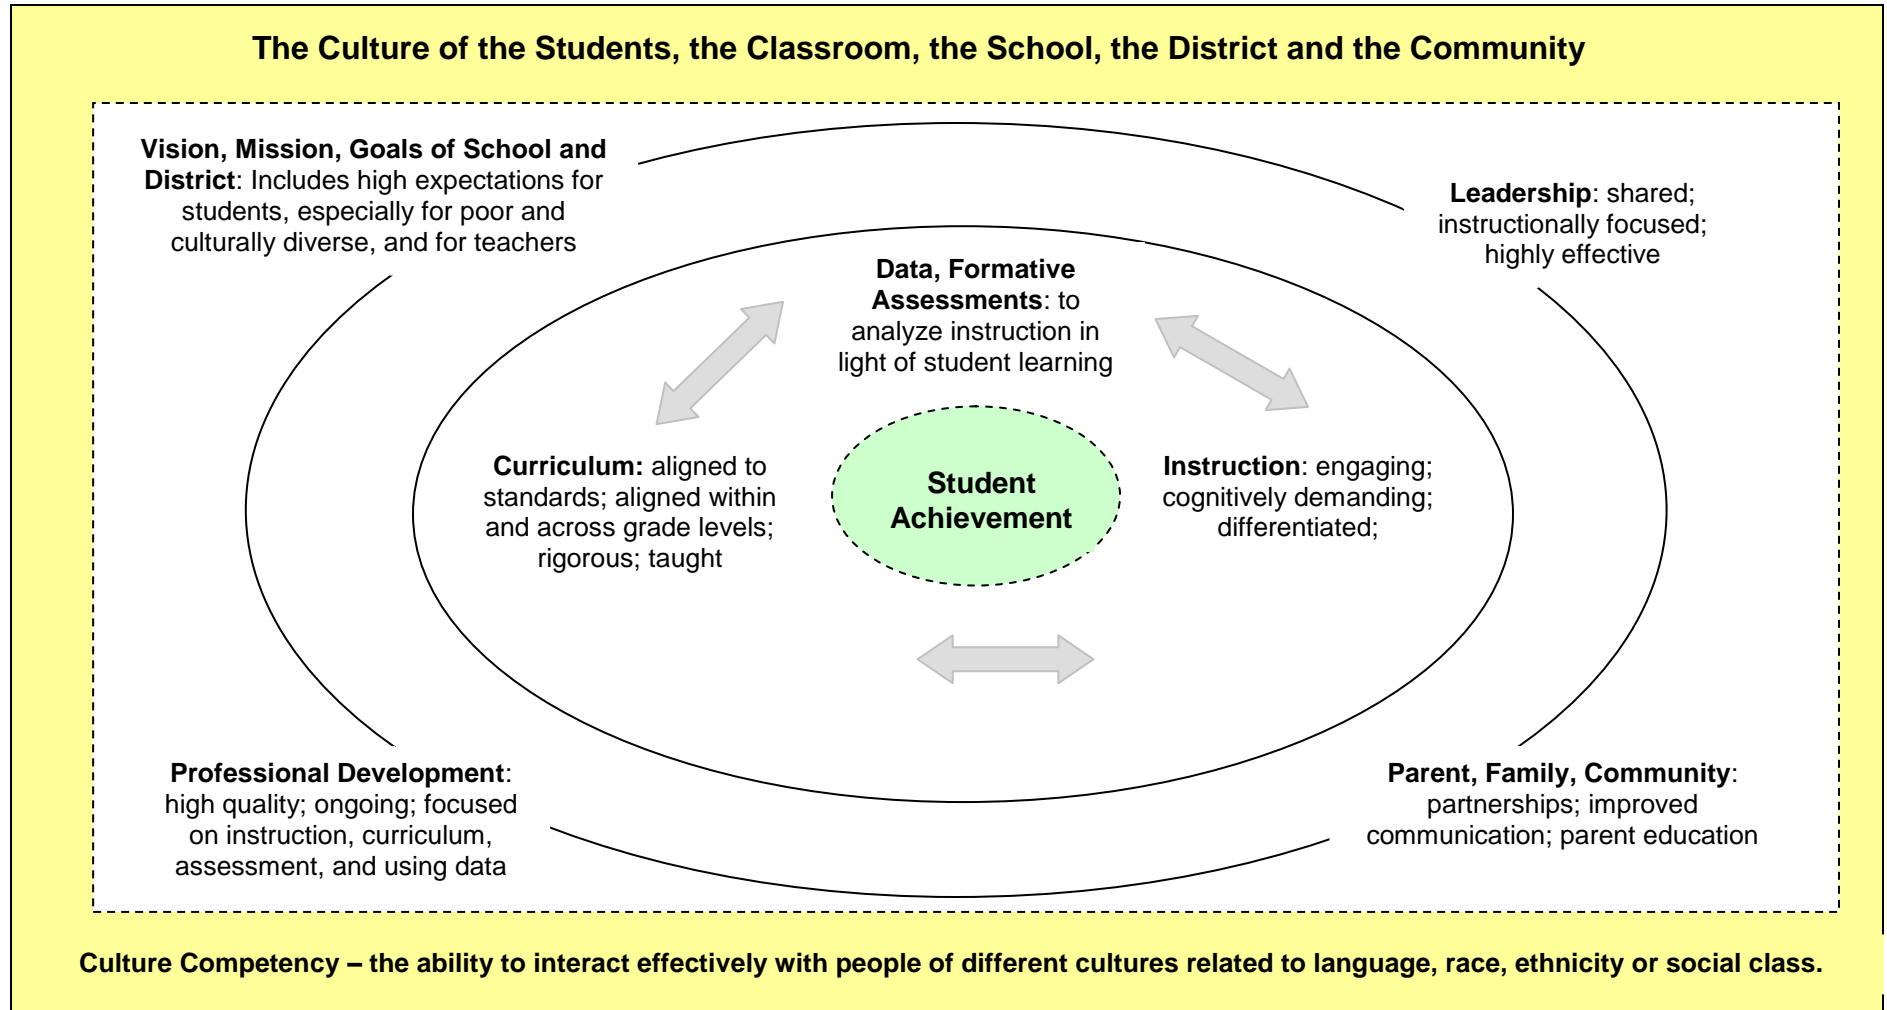 The Culture of the Students, the Classroom, the School, the District and the Community
Vision, Mission, Goals of School and
District: Includes high expectations for
students, especially for poor and
culturally diverse, and for teachers
Leadership: shared;
instructionally focused;
highly effective
Data, Formative
Assessments: to
analyze instruction in
light of student learning
Curriculum: aligned to
standards; aligned within
and across grade levels;
rigorous; taught
Student
Achievement
Instruction: engaging;
cognitively demanding;
differentiated;
Professional Development:
high quality; ongoing; focused
on instruction, curriculum,
assessment, and using data
Parent, Family, Community:
partnerships; improved
communication; parent education
Culture Competency – the ability to interact effectively with people of different cultures related to language, race, ethnicity or social class.